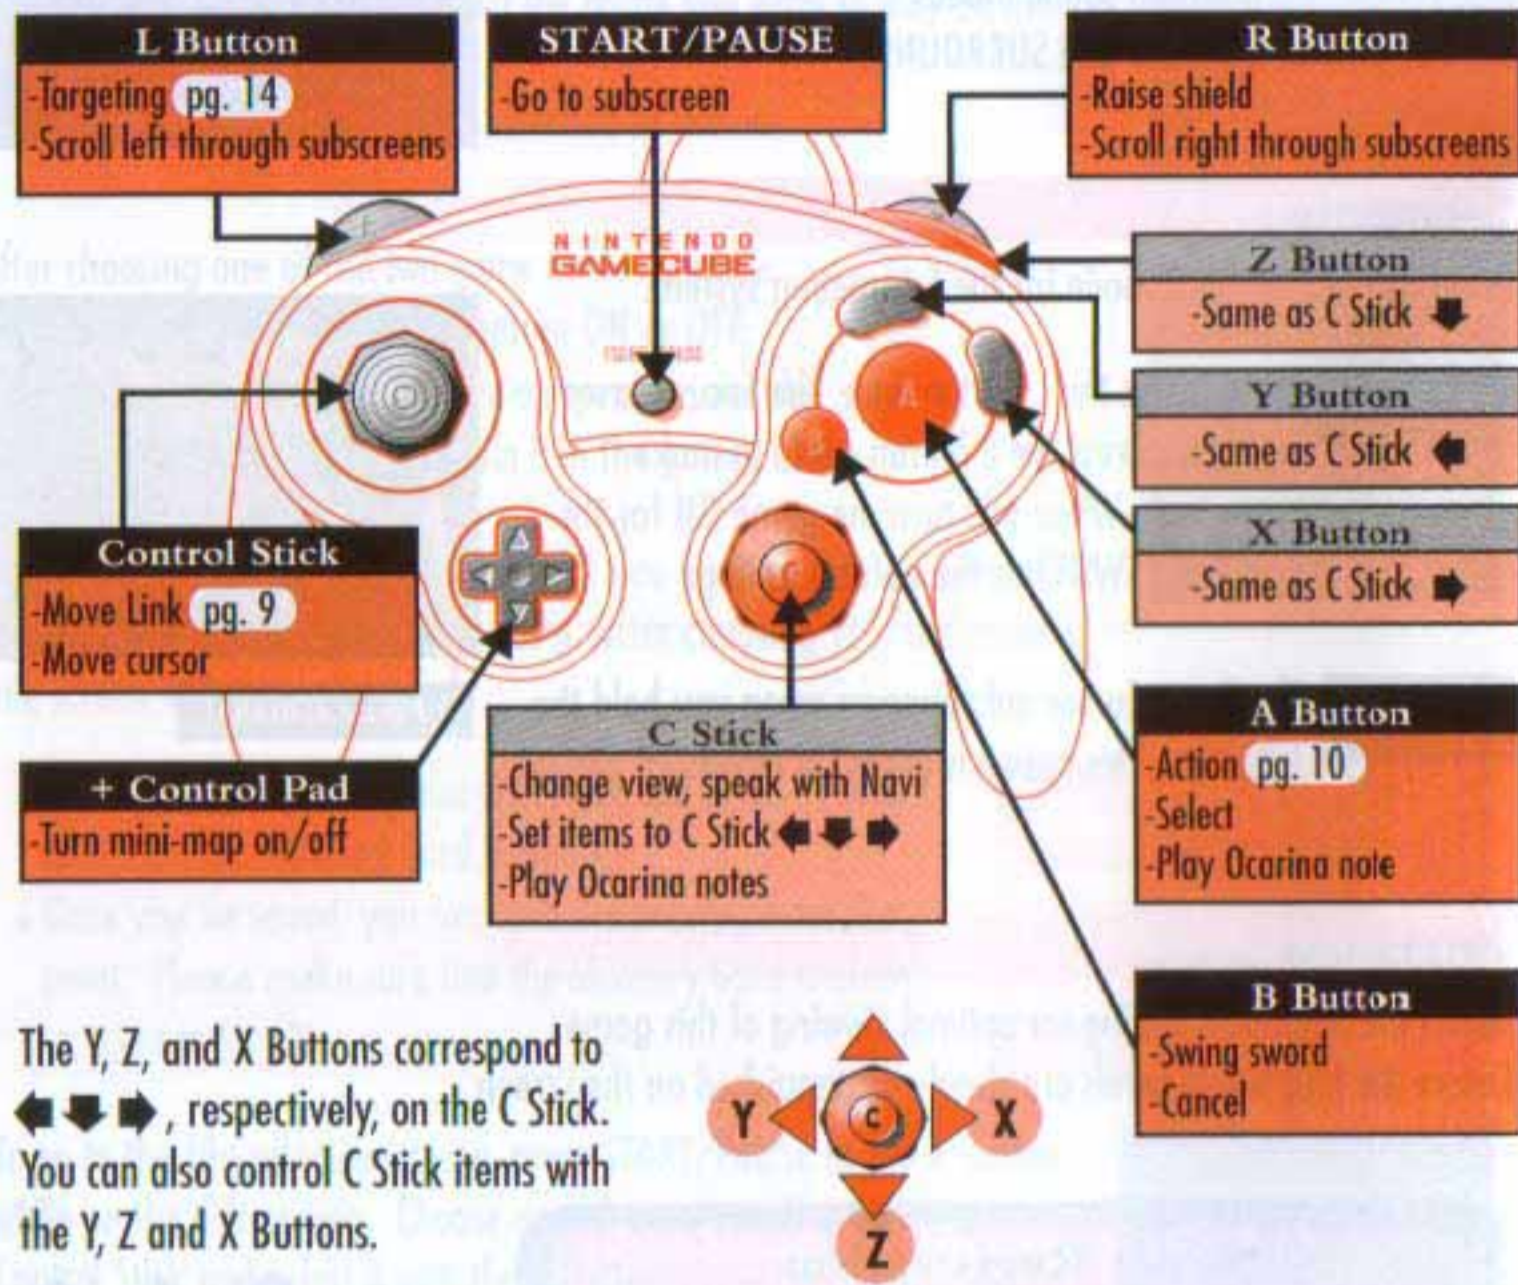 L Button
-Targeting pg. 14
-Scroll left through subscreens
START/PAUSE
-Go to subscreen
R Button
-Raise shield
-Scroll right through subscreens
NINTENDO
GAMECUBE
Z Button
-Same as C Stick ⬇
Y Button
-Same as C Stick ⬅
X Button
-Same as C Stick ➡
A
B
C
Control Stick
-Move Link pg. 9
-Move cursor
+ Control Pad
-Turn mini-map on/off
C Stick
-Change view, speak with Navi
-Set items to C Stick ⬅ ⬇ ➡
-Play Ocarina notes
A Button
-Action pg. 10
-Select
-Play Ocarina note
B Button
-Swing sword
-Cancel
The Y, Z, and X Buttons correspond to
⬅ ⬇ ➡ , respectively, on the C Stick.
You can also control C Stick items with
the Y, Z and X Buttons.
Y
C
X
Z